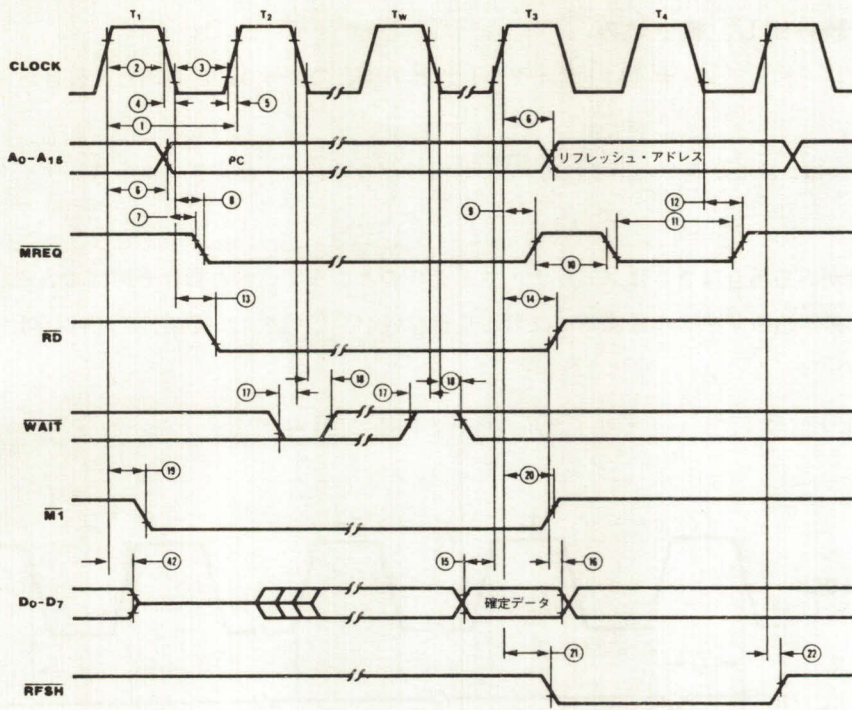 T1 T2 TW T3 T4
CLOCK
② ③
④ ⑤
① ⑥
A0-A15 PC リフレッシュ・アドレス
⑥ ⑧ ⑫
⑦ ⑨ ⑪
MREQ
⑩
⑬ ⑭
RD
⑰ ⑱ ⑰ ⑱
WAIT
⑲ ⑳
M1
㊷ ⑮ ⑯
D0-D7 確定データ
㉑ ㉒
RFSH